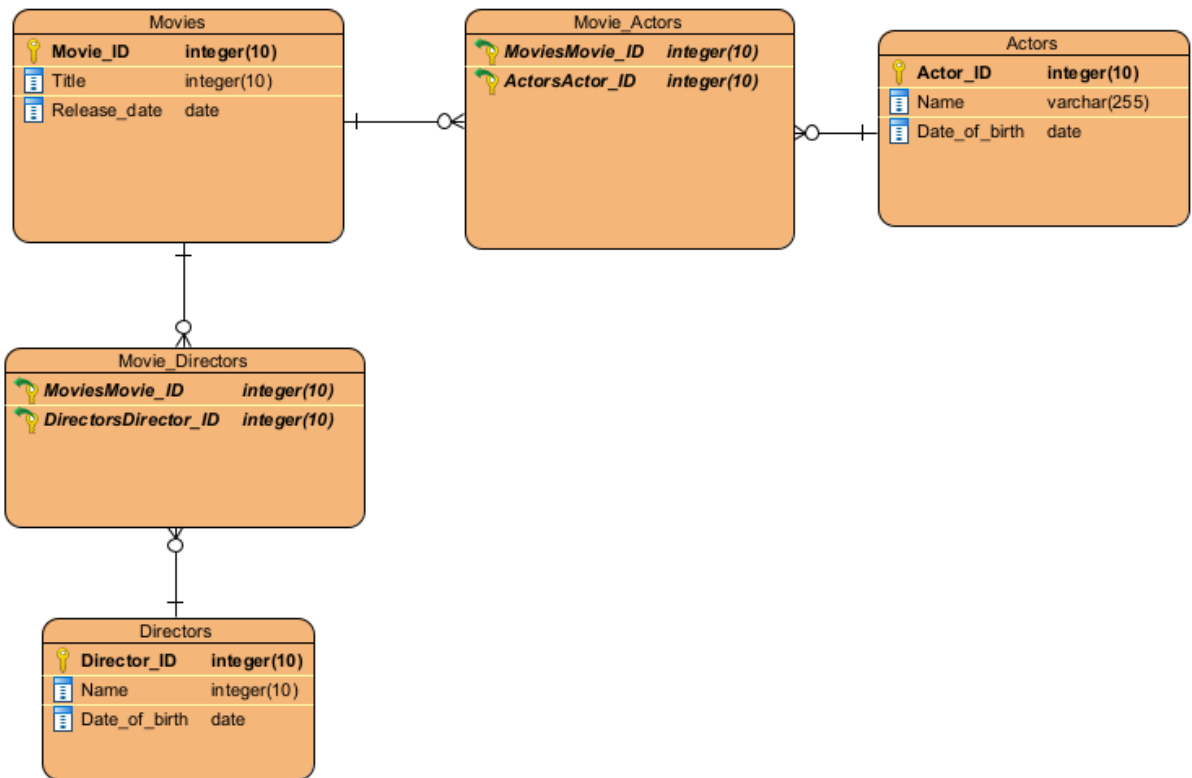 Movies
Movie_ID integer(10)
Title integer(10)
Release_date date
Movie_Actors
MoviesMovie_ID integer(10)
ActorsActor_ID integer(10)
Actors
Actor_ID integer(10)
Name varchar(255)
Date_of_birth date
Movie_Directors
MoviesMovie_ID integer(10)
DirectorsDirector_ID integer(10)
Directors
Director_ID integer(10)
Name integer(10)
Date_of_birth date